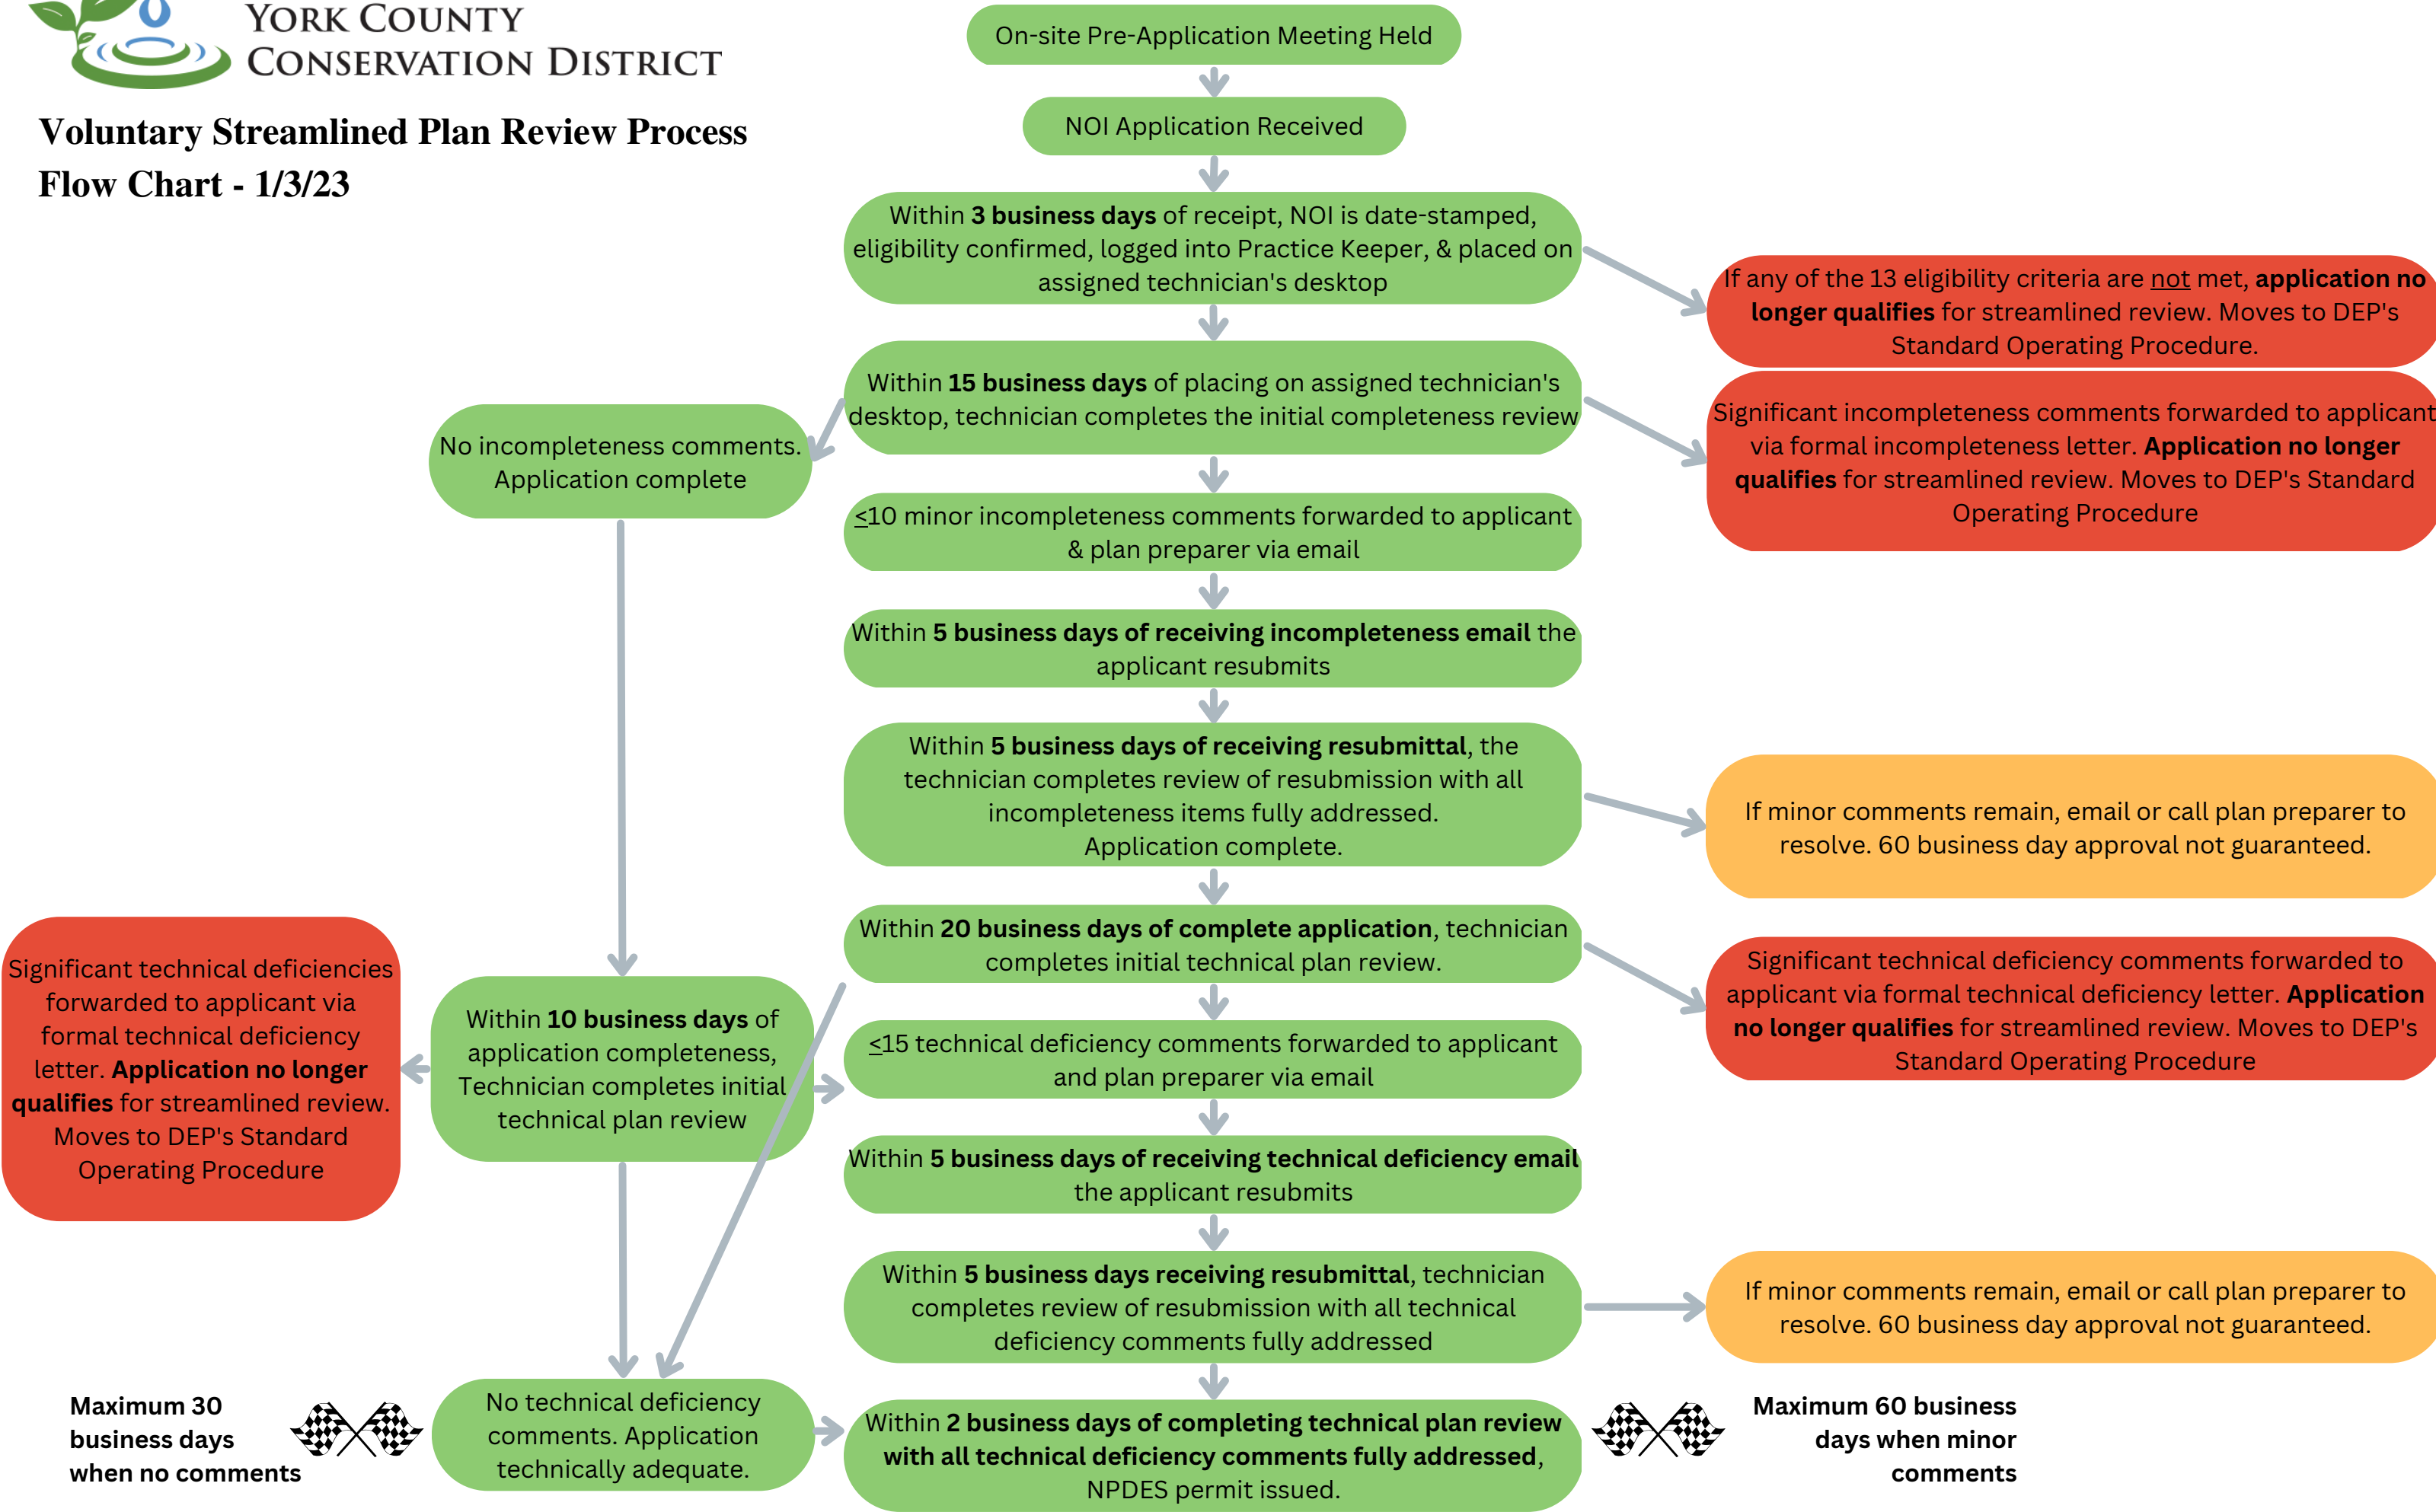 YORK COUNTY
CONSERVATION DISTRICT
Voluntary Streamlined Plan Review Process
Flow Chart - 1/3/23
On-site Pre-Application Meeting Held
NOI Application Received
Within 3 business days of receipt, NOI is date-stamped,
eligibility confirmed, logged into Practice Keeper, & placed on
assigned technician's desktop
If any of the 13 eligibility criteria are not met, application no
longer qualifies for streamlined review. Moves to DEP's
Standard Operating Procedure.
Within 15 business days of placing on assigned technician's
desktop, technician completes the initial completeness review
Significant incompleteness comments forwarded to applicant
via formal incompleteness letter. Application no longer
qualifies for streamlined review. Moves to DEP's Standard
Operating Procedure
No incompleteness comments.
Application complete
≤10 minor incompleteness comments forwarded to applicant
& plan preparer via email
Within 5 business days of receiving incompleteness email the
applicant resubmits
Within 5 business days of receiving resubmittal, the
technician completes review of resubmission with all
incompleteness items fully addressed.
Application complete.
If minor comments remain, email or call plan preparer to
resolve. 60 business day approval not guaranteed.
Within 20 business days of complete application, technician
completes initial technical plan review.
Significant technical deficiency comments forwarded to
applicant via formal technical deficiency letter. Application
no longer qualifies for streamlined review. Moves to DEP's
Standard Operating Procedure
Significant technical deficiencies
forwarded to applicant via
formal technical deficiency
letter. Application no longer
qualifies for streamlined review.
Moves to DEP's Standard
Operating Procedure
Within 10 business days of
application completeness,
Technician completes initial
technical plan review
≤15 technical deficiency comments forwarded to applicant
and plan preparer via email
Within 5 business days of receiving technical deficiency email
the applicant resubmits
Within 5 business days receiving resubmittal, technician
completes review of resubmission with all technical
deficiency comments fully addressed
If minor comments remain, email or call plan preparer to
resolve. 60 business day approval not guaranteed.
Maximum 30
business days
when no comments
No technical deficiency
comments. Application
technically adequate.
Within 2 business days of completing technical plan review
with all technical deficiency comments fully addressed,
NPDES permit issued.
Maximum 60 business
days when minor
comments